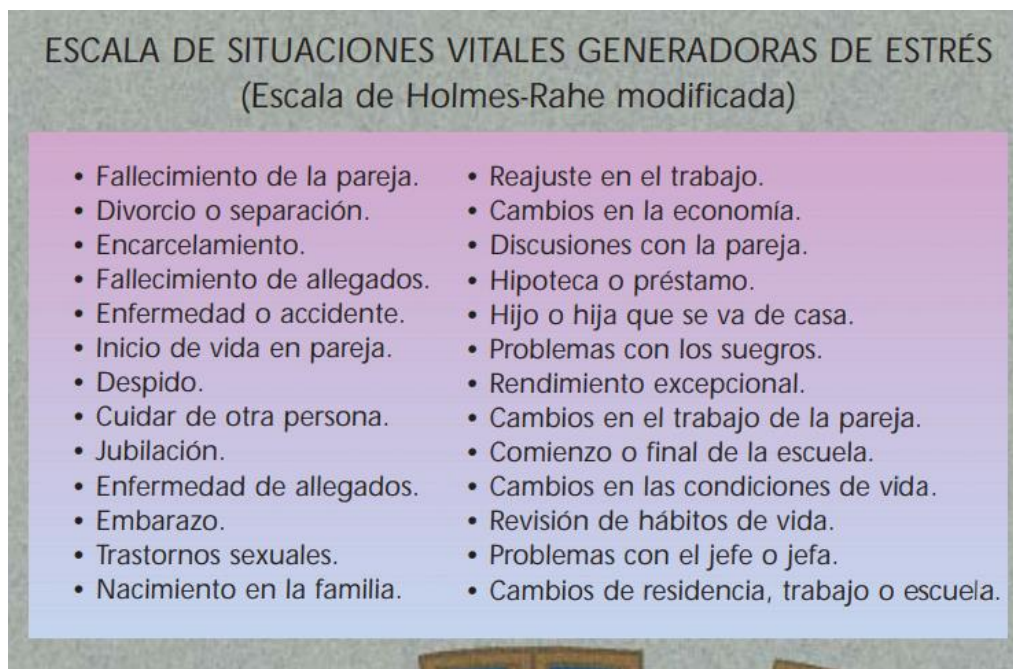 ESCALA DE SITUACIONES VITALES GENERADORAS DE ESTRÉS
(Escala de Holmes-Rahe modificada)
• Fallecimiento de la pareja.
• Divorcio o separación.
• Encarcelamiento.
• Fallecimiento de allegados.
• Enfermedad o accidente.
• Inicio de vida en pareja.
• Despido.
• Cuidar de otra persona.
• Jubilación.
• Enfermedad de allegados.
• Embarazo.
• Trastornos sexuales.
• Nacimiento en la familia.
• Reajuste en el trabajo.
• Cambios en la economía.
• Discusiones con la pareja.
• Hipoteca o préstamo.
• Hijo o hija que se va de casa.
• Problemas con los suegros.
• Rendimiento excepcional.
• Cambios en el trabajo de la pareja.
• Comienzo o final de la escuela.
• Cambios en las condiciones de vida.
• Revisión de hábitos de vida.
• Problemas con el jefe o jefa.
• Cambios de residencia, trabajo o escuela.